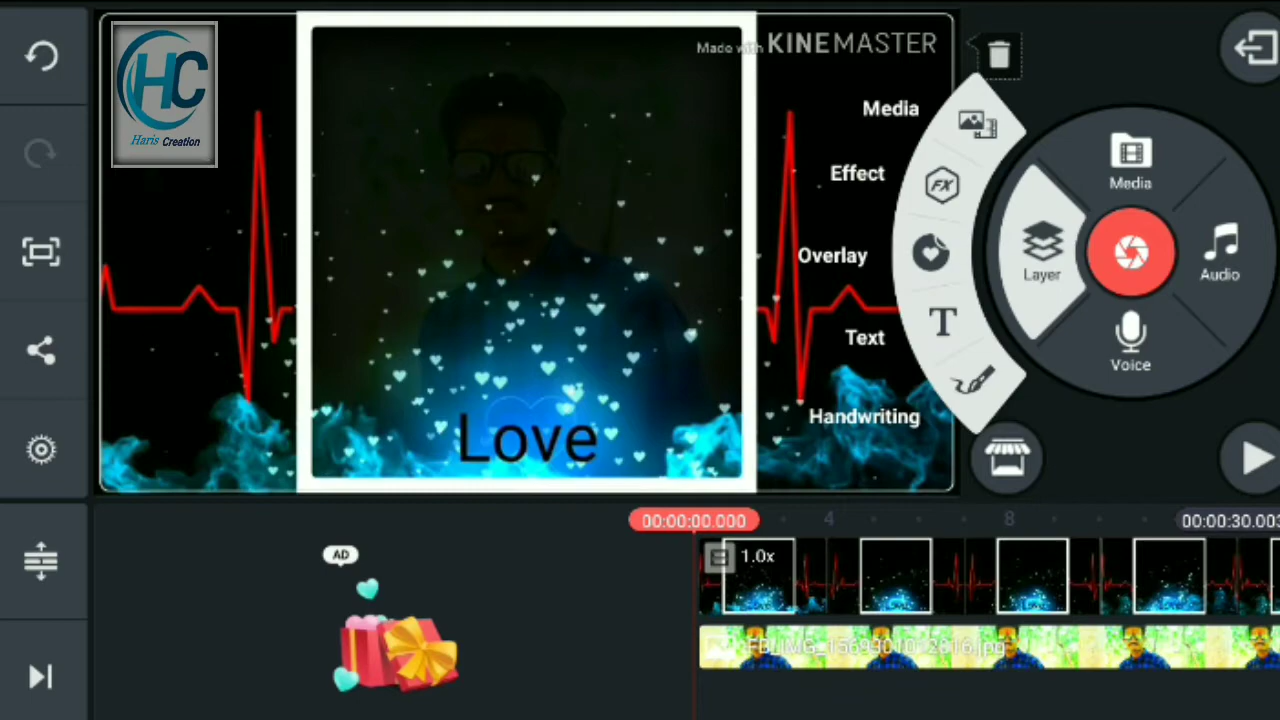 HC
Haris Creation
Made with KINEMASTER
Media
Effect
Overlay
Text
Handwriting
FX
T
Media
Layer
Audio
Voice
Love
00:00:00.000
4
8
00:00:30.003
AD
1.0x